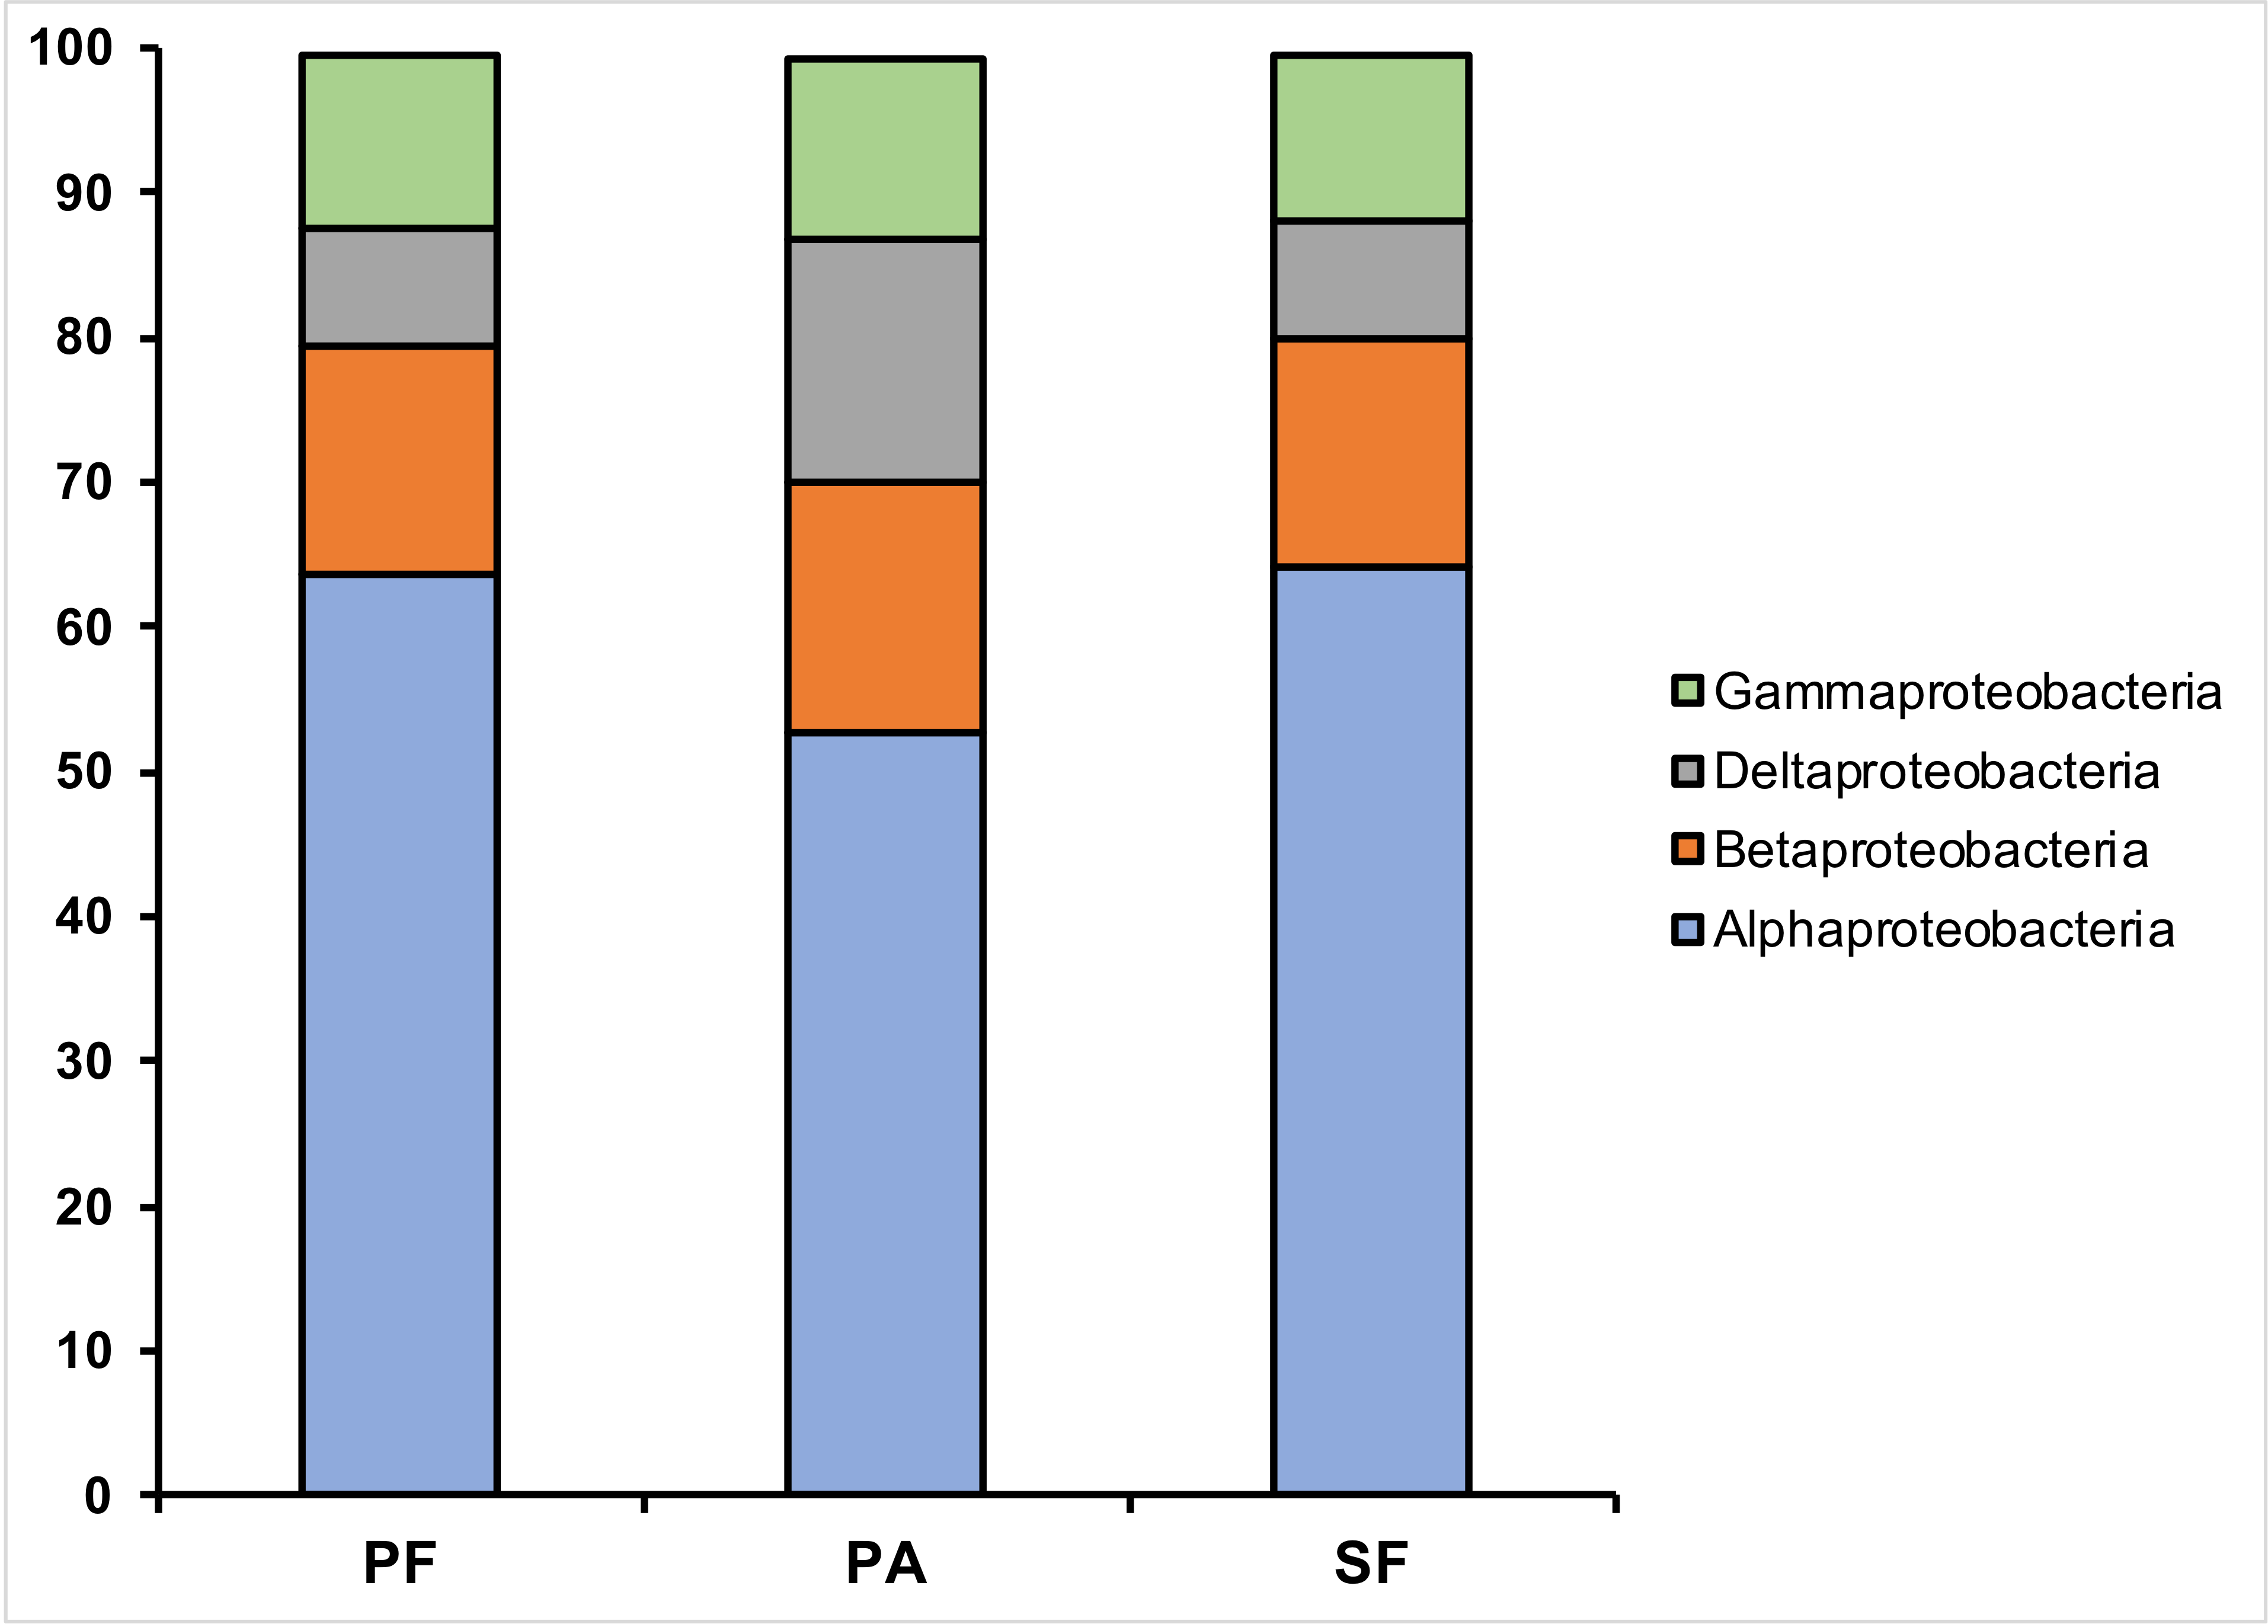 100
90
80
70
60
50
40
30
20
10
0
PF PA SF
Gammaproteobacteria
Deltaproteobacteria
Betaproteobacteria
Alphaproteobacteria